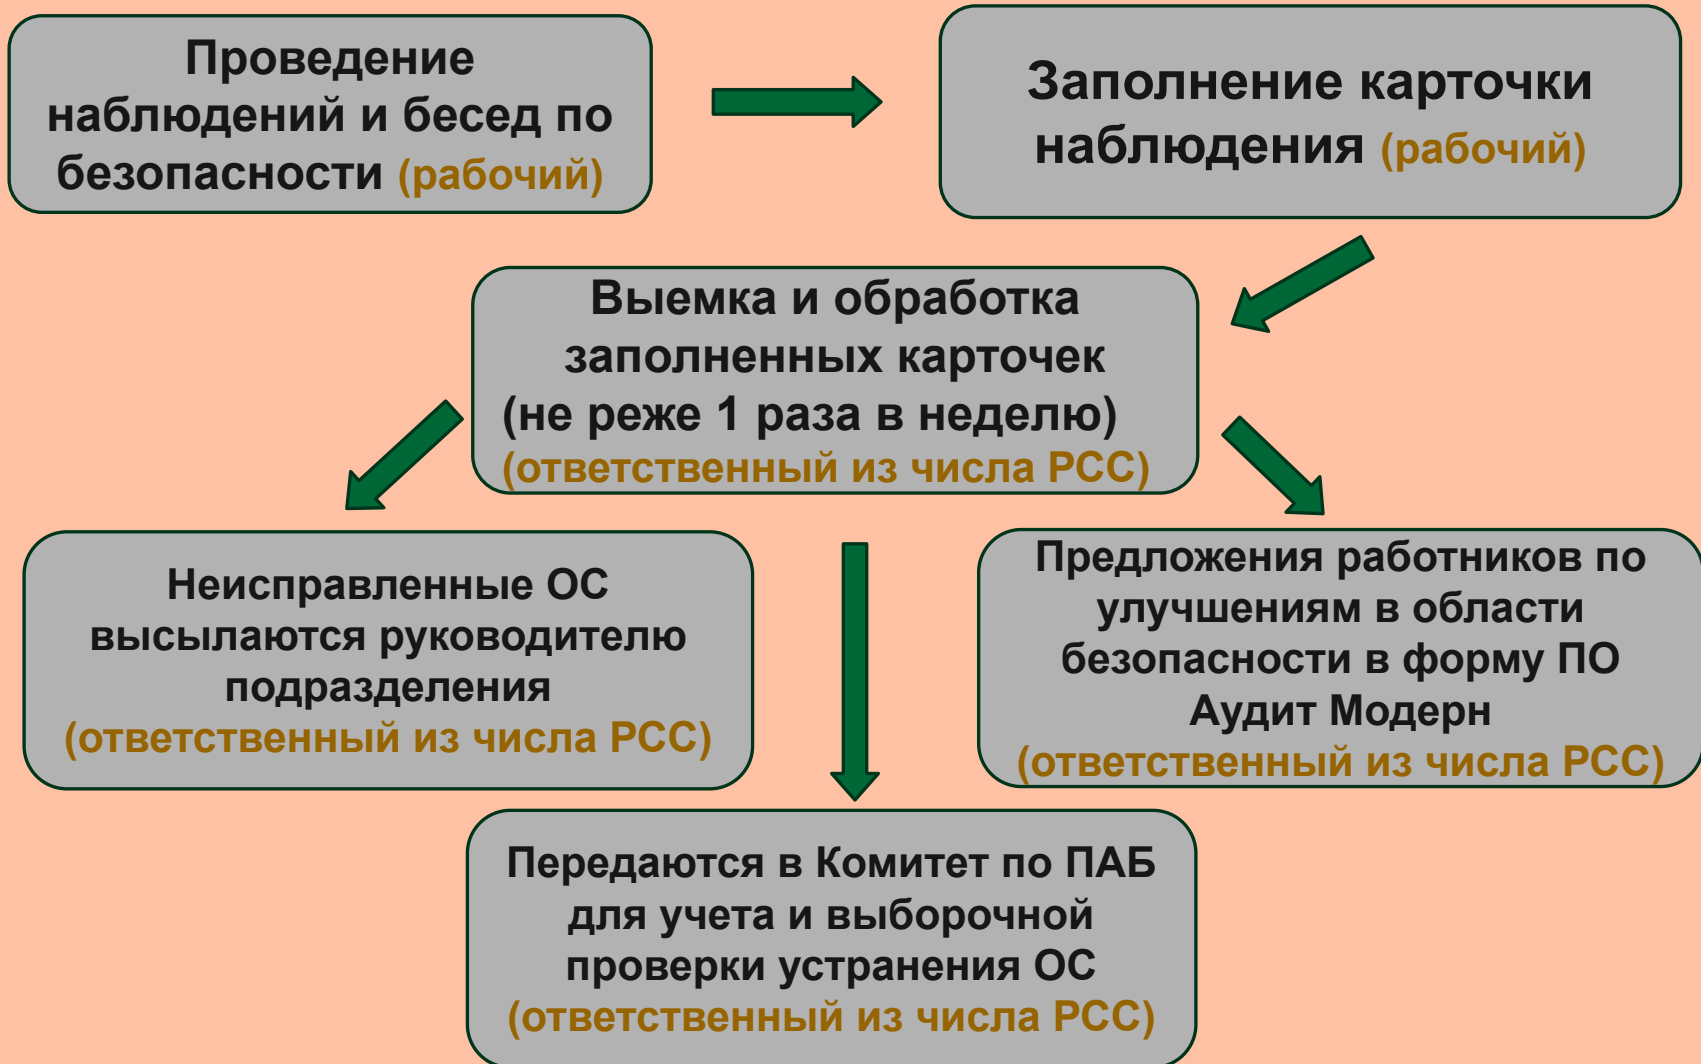 Проведение
наблюдений и бесед по
безопасности (рабочий)
Заполнение карточки
наблюдения (рабочий)
Выемка и обработка
заполненных карточек
(не реже 1 раза в неделю)
(ответственный из числа РСС)
Неисправленные ОС
высылаются руководителю
подразделения
(ответственный из числа РСС)
Предложения работников по
улучшениям в области
безопасности в форму ПО
Аудит Модерн
(ответственный из числа РСС)
Передаются в Комитет по ПАБ
для учета и выборочной
проверки устранения ОС
(ответственный из числа РСС)